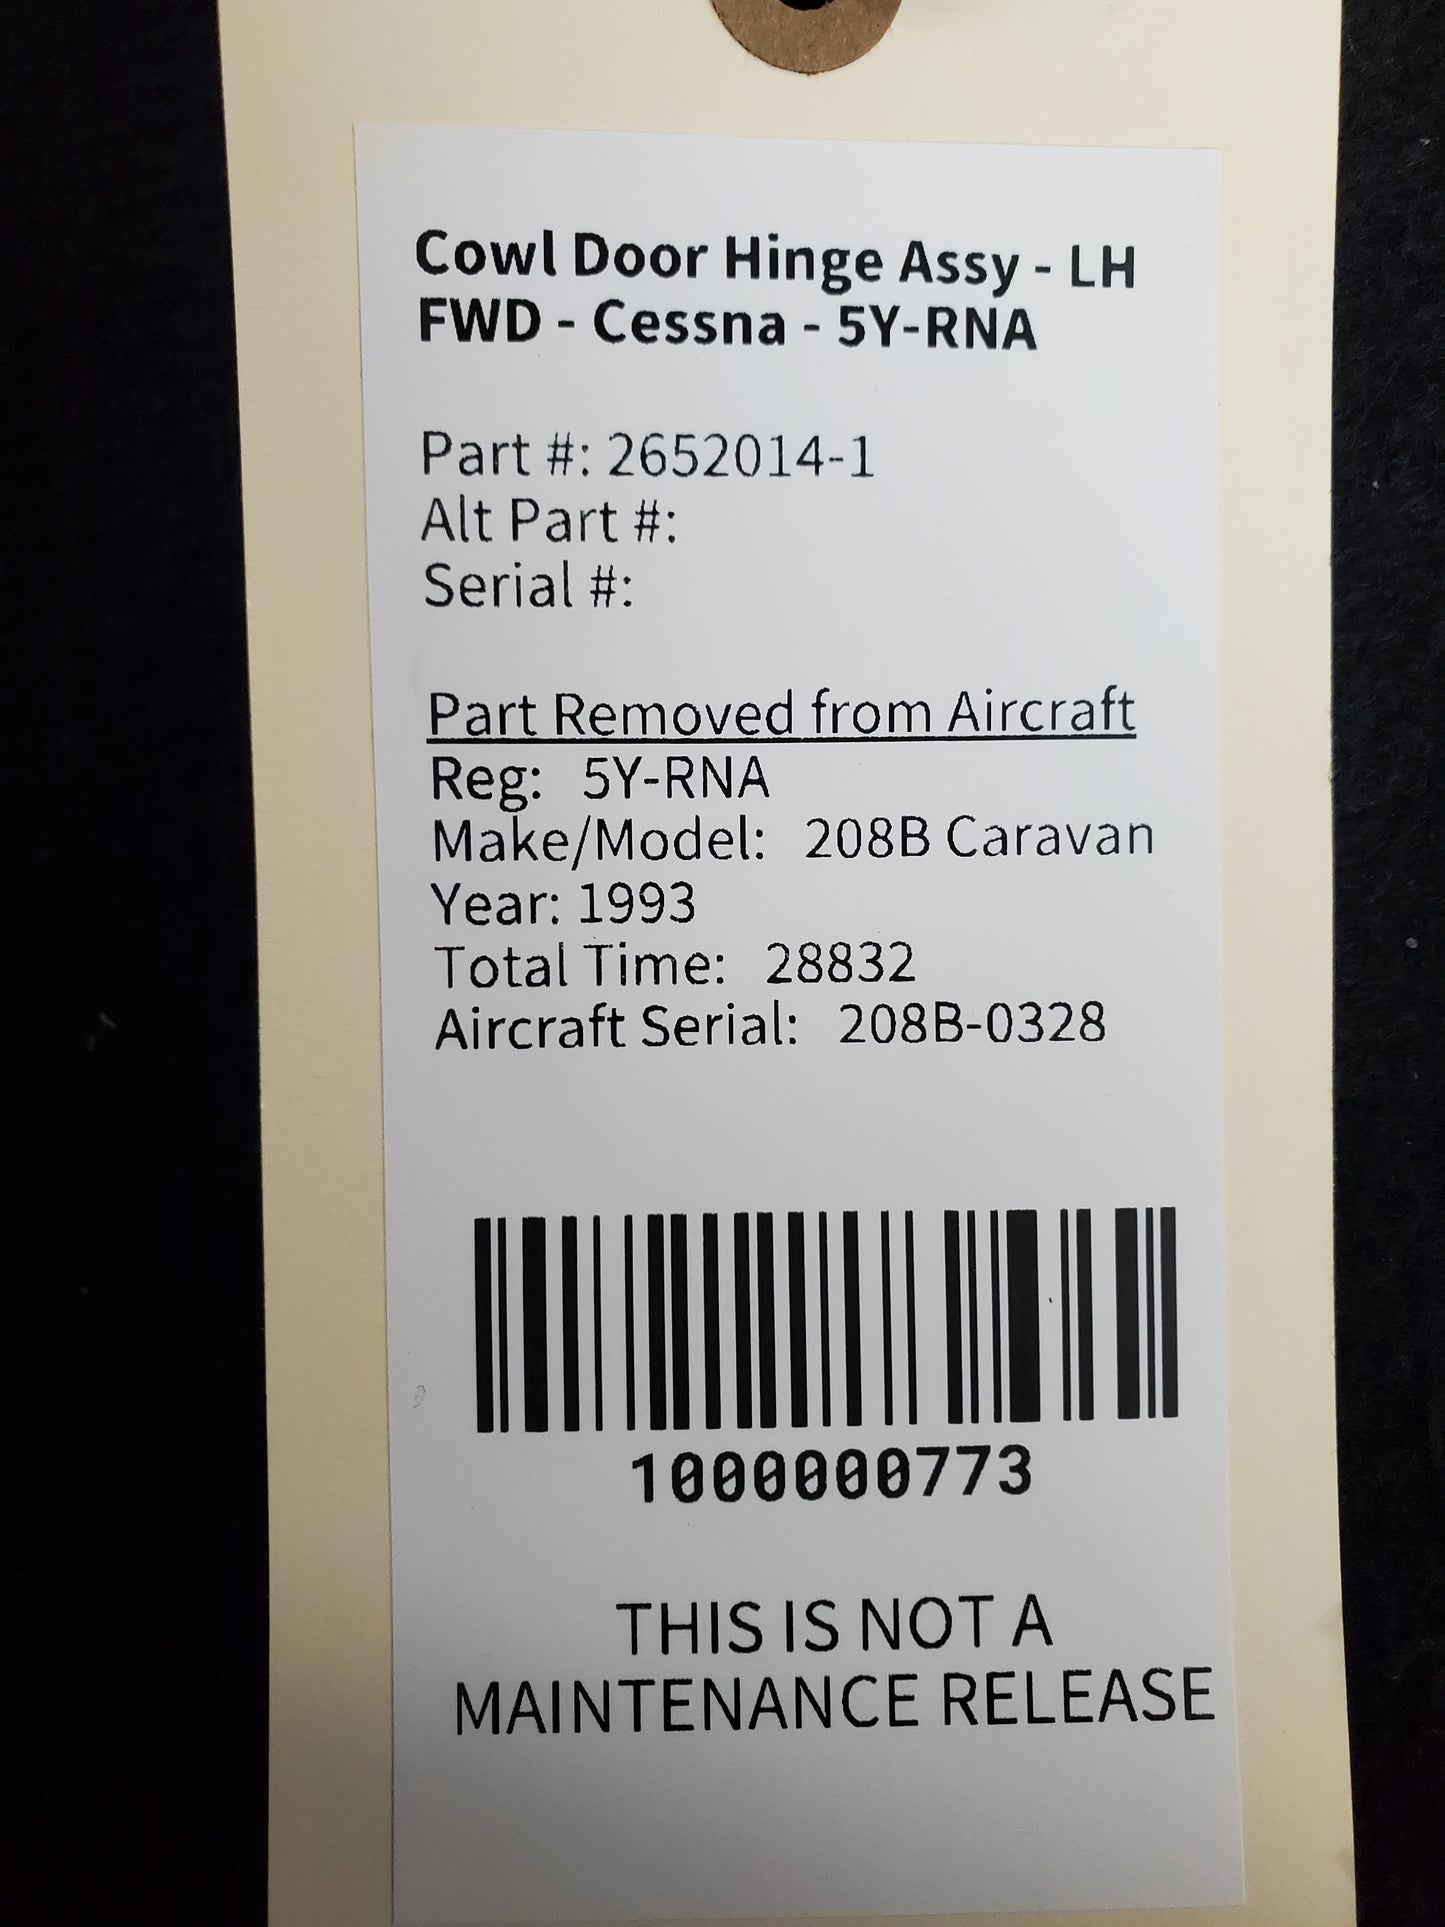 Cowl Door Hinge Assy - LH
FWD - Cessna - 5Y-RNA
Part #: 2652014-1
Alt Part #:
Serial #:
Part Removed from Aircraft
Reg: 5Y-RNA
Make/Model: 208B Caravan
Year: 1993
Total Time: 28832
Aircraft Serial: 208B-0328
1000000773
THIS IS NOT A
MAINTENANCE RELEASE